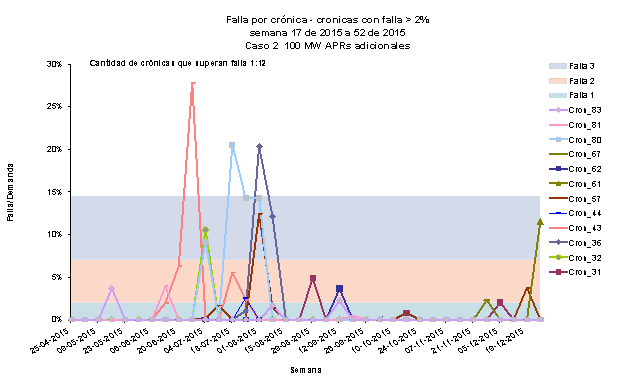 Falla por crónica - cronicas con falla > 2%
semana 17 de 2015 a 52 de 2015
Caso 2 100 MW APRs adicionales
Cantidad de crónicas que superan falla 1:12
30%
25%
20%
15%
10%
5%
0%
Falla/Demanda
25-04-2015
09-05-2015
23-05-2015
06-06-2015
20-06-2015
04-07-2015
18-07-2015
01-08-2015
15-08-2015
29-08-2015
12-09-2015
26-09-2015
10-10-2015
24-10-2015
07-11-2015
21-11-2015
05-12-2015
19-12-2015
Semana
Falla 3
Falla 2
Falla 1
Cron_83
Cron_81
Cron_80
Cron_67
Cron_62
Cron_61
Cron_57
Cron_44
Cron_43
Cron_36
Cron_32
Cron_31